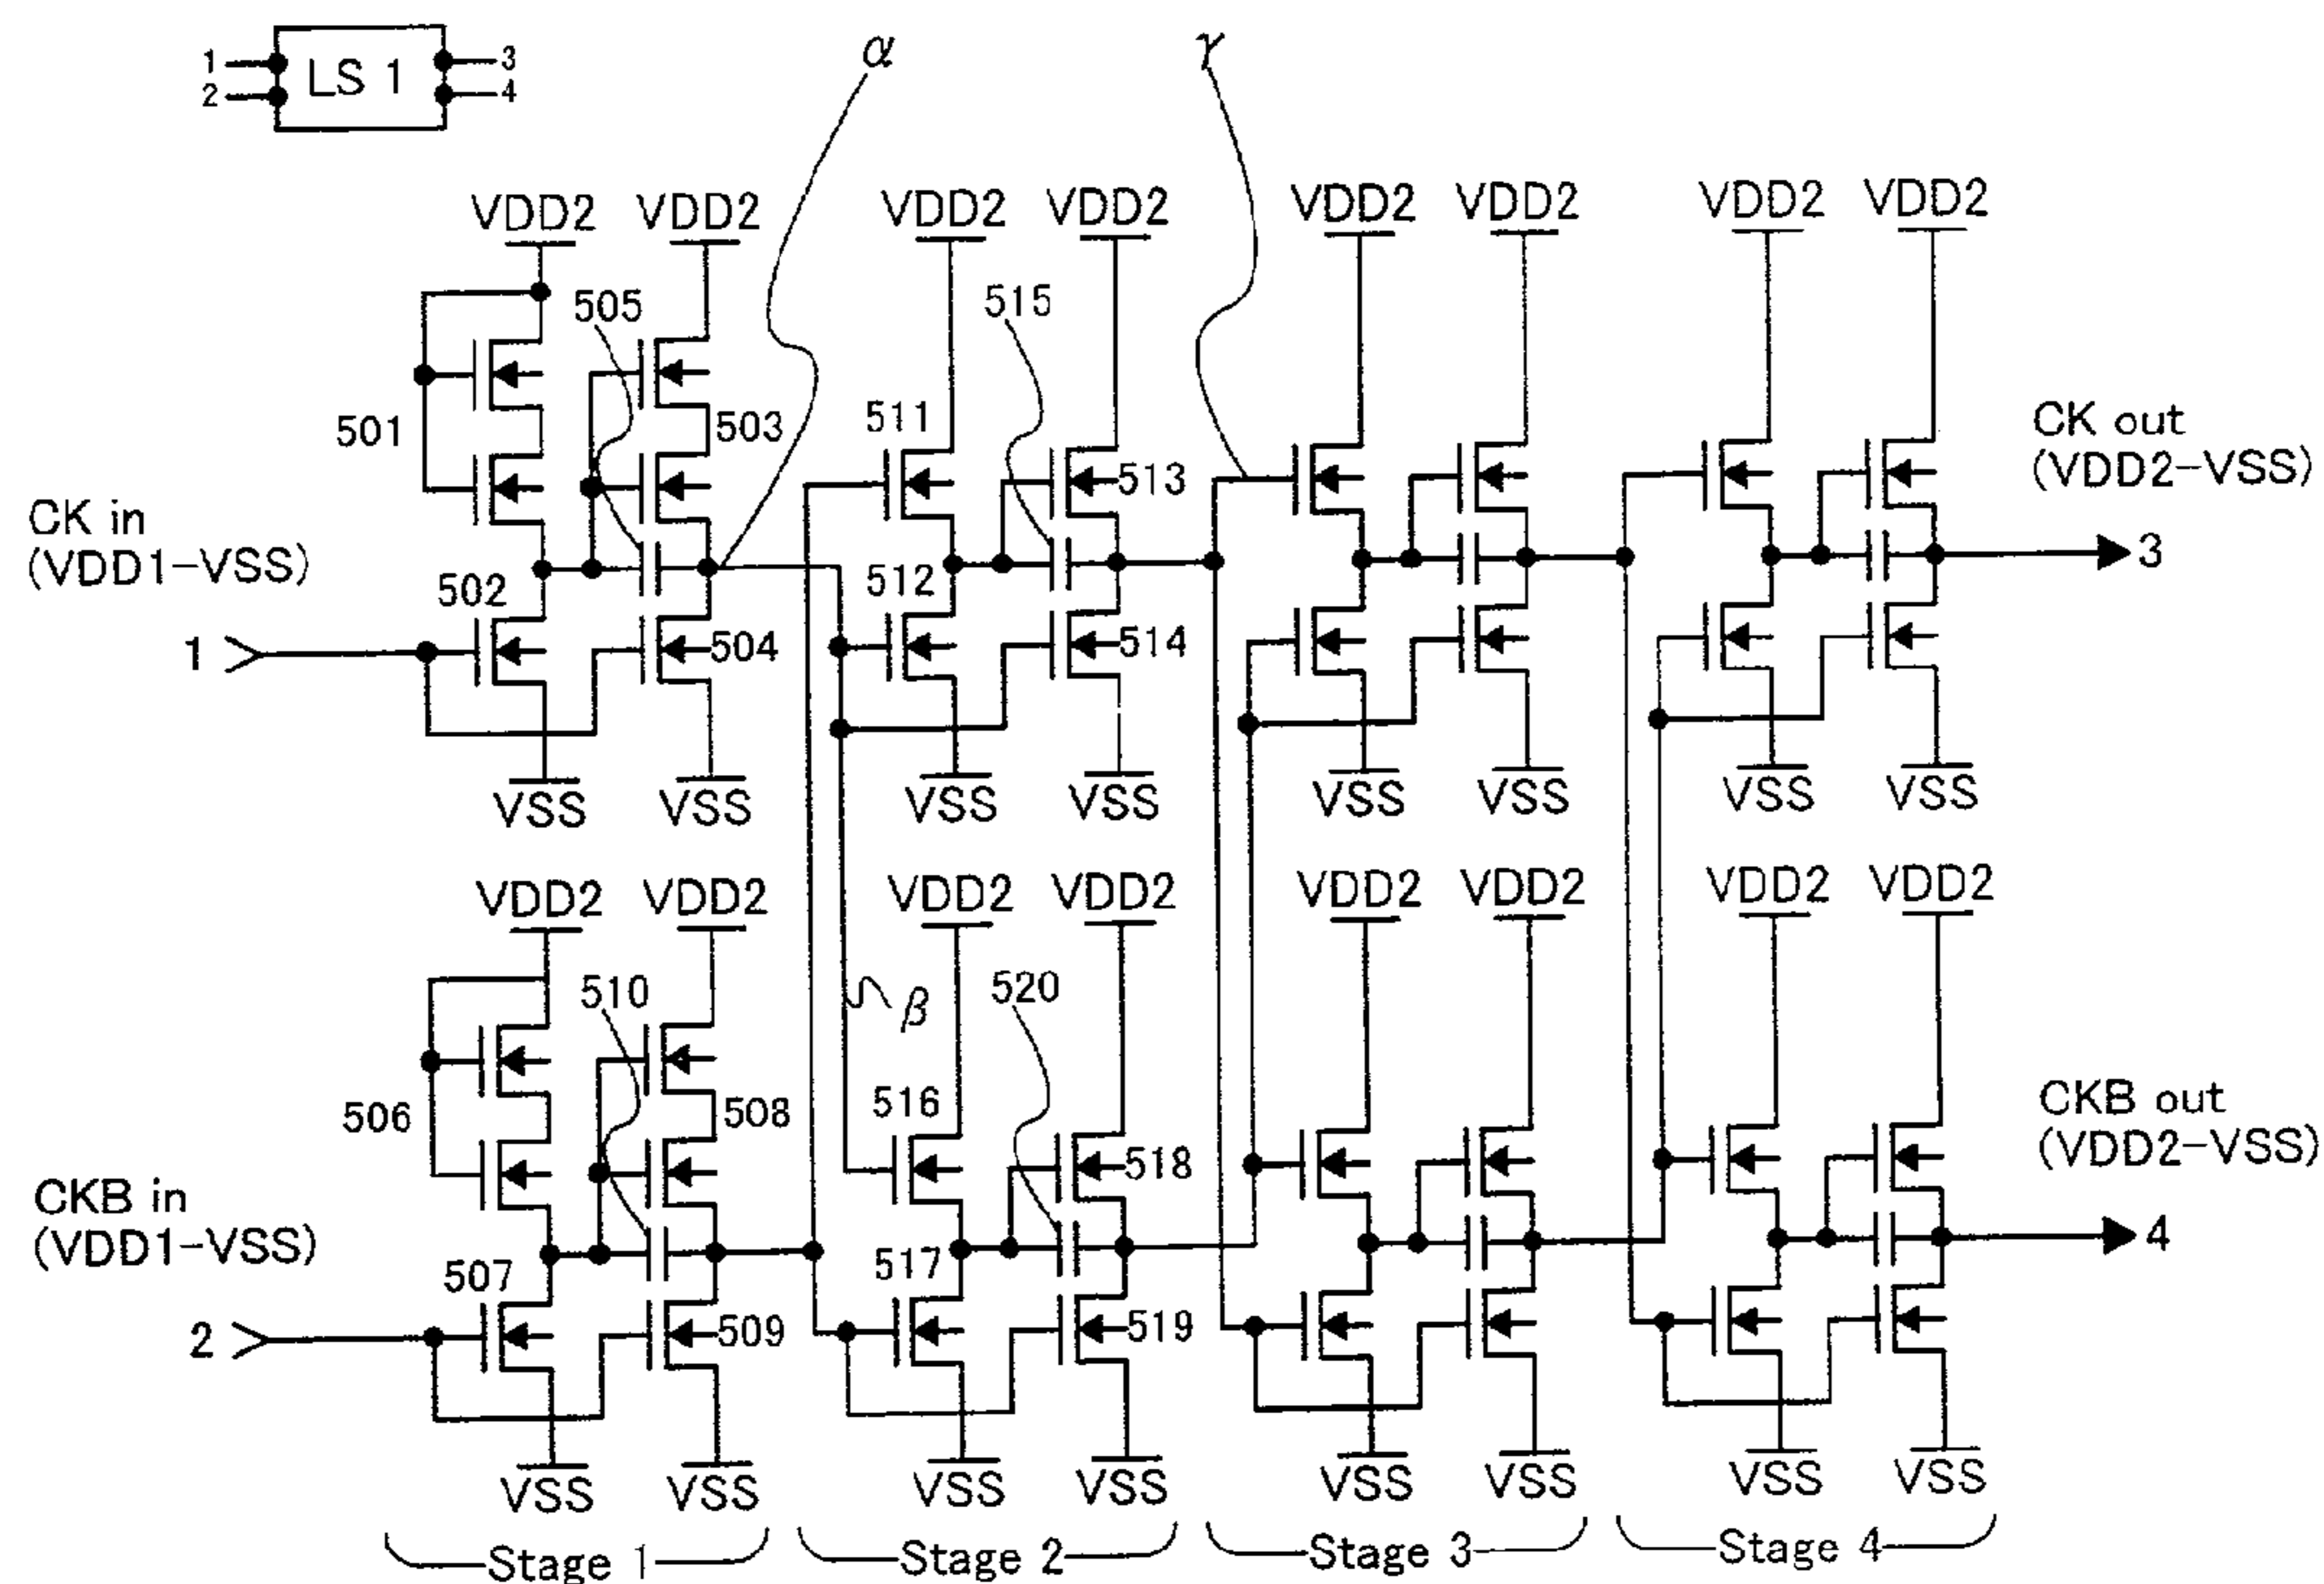 1 LS 1 3
2 4
α γ
VDD2 VDD2 VDD2 VDD2 VDD2 VDD2 VDD2 VDD2
505 515
501 503 511 513
CK in
(VDD1-VSS)
CK out
(VDD2-VSS)
502 512
1 504 514 3
VSS VSS VSS VSS VSS VSS VSS VSS
VDD2 VDD2 VDD2 VDD2 VDD2 VDD2 VDD2 VDD2
510 β 520
506 508 516 518
CKB in
(VDD1-VSS)
CKB out
(VDD2-VSS)
507 517
2 509 519 4
VSS VSS VSS VSS VSS VSS VSS VSS
Stage 1 Stage 2 Stage 3 Stage 4